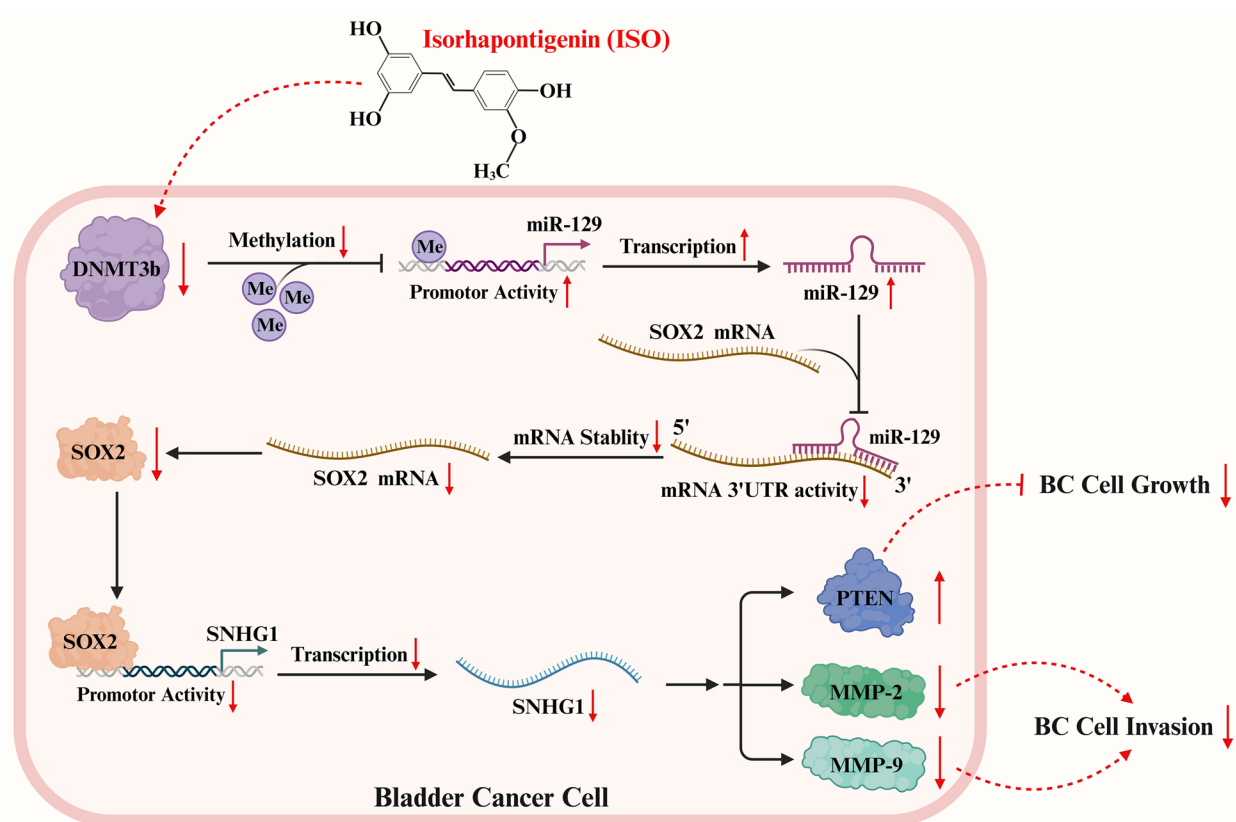 HO
Isorhapontigenin (ISO)
OH
HO
O
H₃C
DNMT3b
Methylation
Me
Me
Me
Me
miR-129
Promotor Activity
Transcription
miR-129
SOX2 mRNA
SOX2
SOX2 mRNA
mRNA Stablity
5'
miR-129
mRNA 3'UTR activity
3'
BC Cell Growth
SOX2
SNHG1
Promotor Activity
Transcription
SNHG1
PTEN
MMP-2
MMP-9
BC Cell Invasion
Bladder Cancer Cell